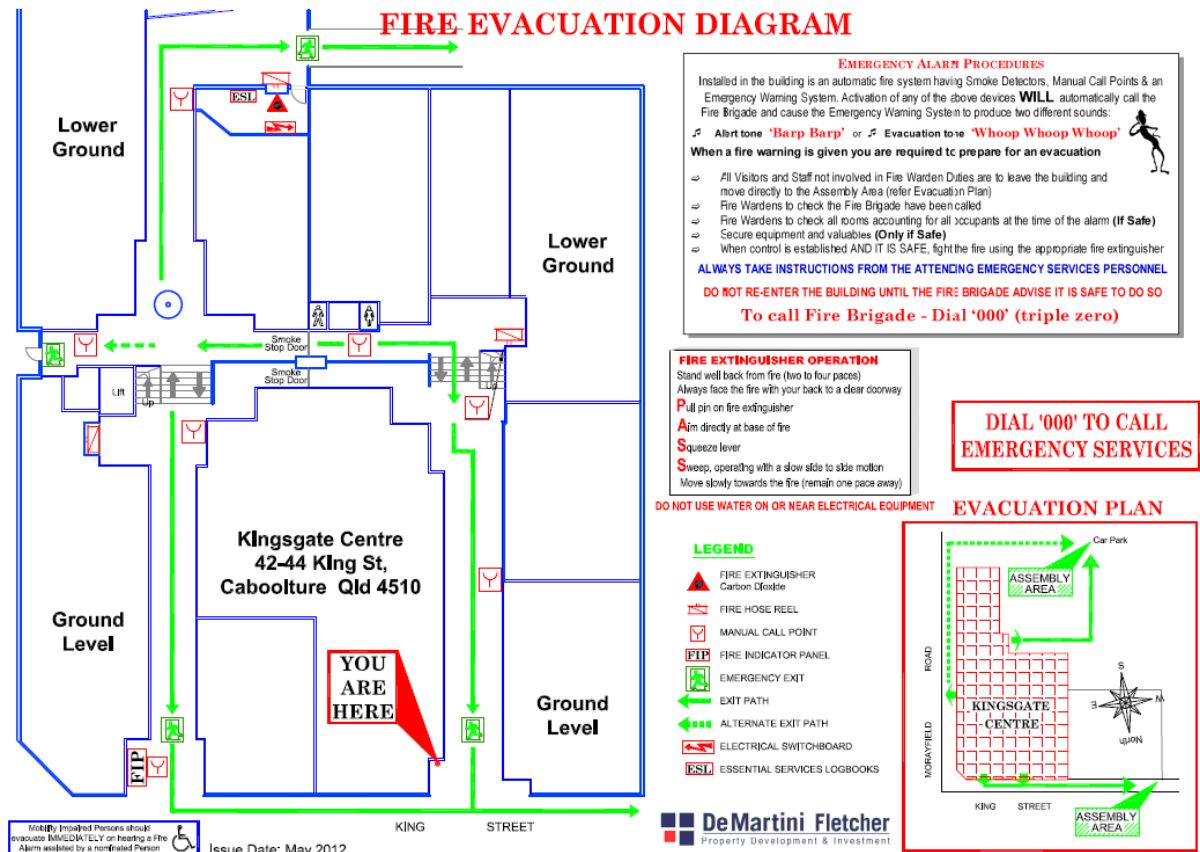 FIRE EVACUATION DIAGRAM
EMERGENCY ALARM PROCEDURES
Installed in the building is an automatic fire system having Smoke Detectors, Manual Call Points & an
Emergency Warning System. Activation of any of the above devices WILL automatically call the
Fire Brigade and cause the Emergency Warning System to produce two different sounds:
♫ Alert tone 'Barp Barp' or ♫ Evacuation tone 'Whoop Whoop Whoop'
When a fire warning is given you are required to prepare for an evacuation
⇨ All Visitors and Staff not involved in Fire Warden Duties are to leave the building and
move directly to the Assembly Area (refer Evacuation Plan)
⇨ Fire Wardens to check the Fire Brigade have been called
⇨ Fire Wardens to check all rooms accounting for all occupants at the time of the alarm (If Safe)
⇨ Secure equipment and valuables (Only if Safe)
⇨ When control is established AND IT IS SAFE, fight the fire using the appropriate fire extinguisher
ALWAYS TAKE INSTRUCTIONS FROM THE ATTENDING EMERGENCY SERVICES PERSONNEL
DO NOT RE-ENTER THE BUILDING UNTIL THE FIRE BRIGADE ADVISE IT IS SAFE TO DO SO
To call Fire Brigade - Dial '000' (triple zero)
ESL
Lower
Ground
Lower
Ground
Smoke
Stop Door
Smoke
Stop Door
Lift
Up
Up
FIRE EXTINGUISHER OPERATION
Stand well back from fire (two to four paces)
Always face the fire with your back to a clear doorway
Pull pin on fire extinguisher
Aim directly at base of fire
Squeeze lever
Sweep, operating with a slow side to side motion
Move slowly towards the fire (remain one pace away)
DO NOT USE WATER ON OR NEAR ELECTRICAL EQUIPMENT
DIAL '000' TO CALL
EMERGENCY SERVICES
Kingsgate Centre
42-44 King St,
Caboolture Qld 4510
Ground
Level
YOU
ARE
HERE
Ground
Level
FIP
KING STREET
LEGEND
FIRE EXTINGUISHER
Carbon Dioxide
FIRE HOSE REEL
MANUAL CALL POINT
FIP FIRE INDICATOR PANEL
EMERGENCY EXIT
EXIT PATH
ALTERNATE EXIT PATH
ELECTRICAL SWITCHBOARD
ESL ESSENTIAL SERVICES LOGBOOKS
EVACUATION PLAN
Car Park
ASSEMBLY
AREA
MORAYFIELD ROAD
KINGSGATE
CENTRE
S
E
W
North
KING STREET
ASSEMBLY
AREA
DeMartini Fletcher
Property Development & Investment
Mobility Impaired Persons should
evacuate IMMEDIATELY on hearing a Fire
Alarm assisted by a nominated Person
Issue Date: May 2012